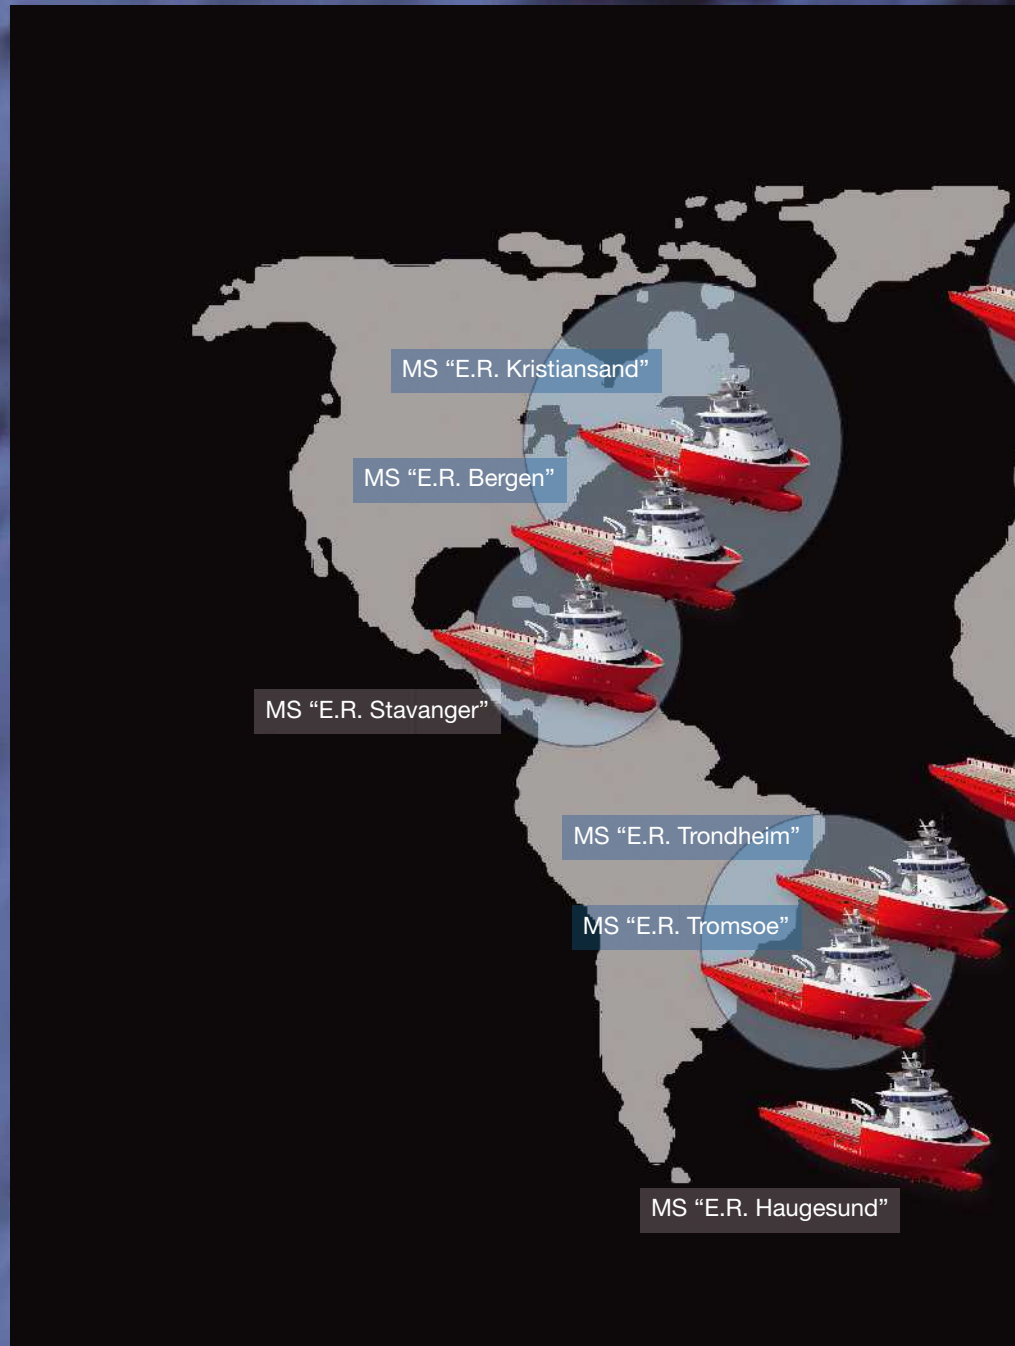 MS “E.R. Kristiansand”
MS “E.R. Bergen”
MS “E.R. Stavanger”
MS “E.R. Trondheim”
MS “E.R. Tromsoe”
MS “E.R. Haugesund”